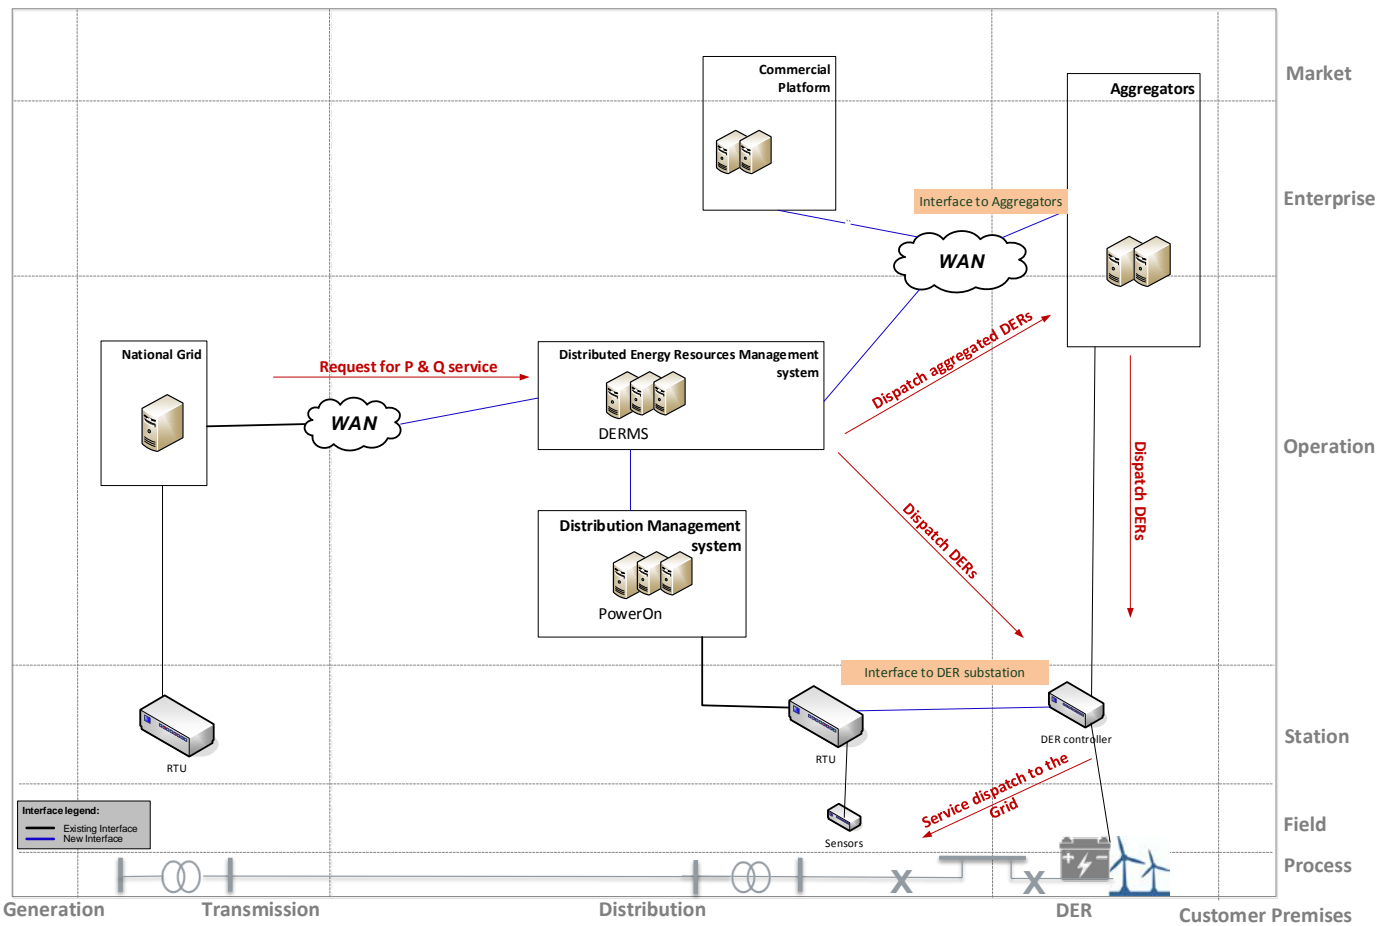 Market
Commercial
Platform
Aggregators
Enterprise
Interface to Aggregators
WAN
National Grid
Request for P & Q service
WAN
Distributed Energy Resources Management
system
DERMS
Dispatch aggregated DERs
Operation
Dispatch DERs
Dispatch DERs
Distribution Management
system
PowerOn
Interface to DER substation
RTU
RTU
DER controller
Station
Service dispatch to the
Grid
Interface legend:
Existing Interface
New Interface
Sensors
Field
Process
Generation
Transmission
Distribution
DER
Customer Premises